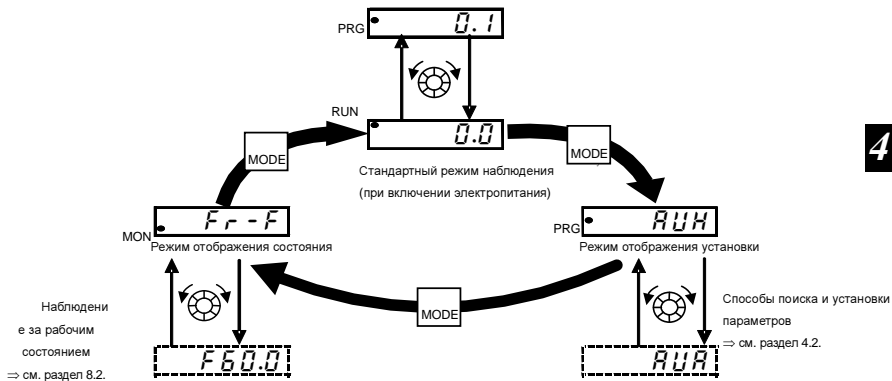 PRG 0.1
RUN
0.0
MODE
MODE
4
Стандартный режим наблюдения
(при включении электропитания)
MON Fr-F
PRG AUH
Режим отображения состояния
Режим отображения установки
MODE
Наблюдени
е за рабочим
состоянием
⇒ см. раздел 8.2.
Способы поиска и установки
параметров
⇒ см. раздел 4.2.
F60.0
AUA